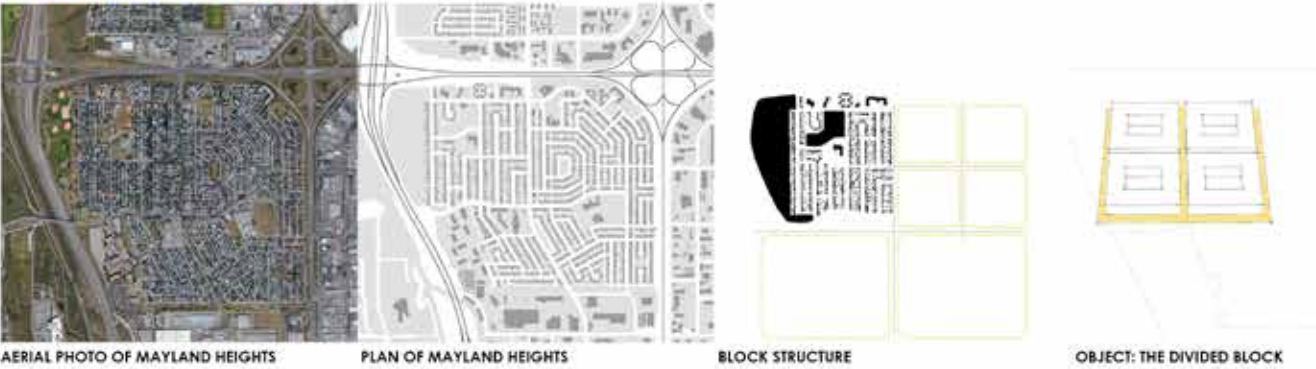 AERIAL PHOTO OF MAYLAND HEIGHTS
PLAN OF MAYLAND HEIGHTS
BLOCK STRUCTURE
OBJECT: THE DIVIDED BLOCK